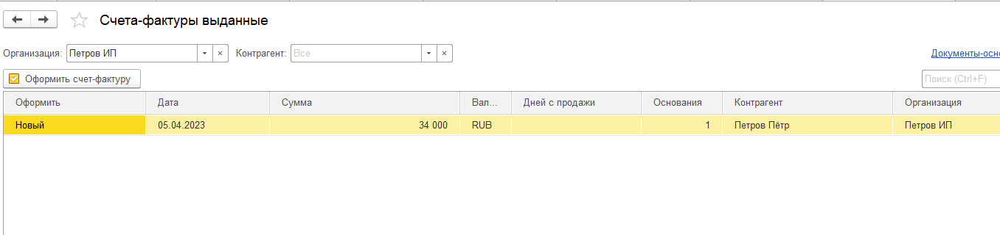 Счета-фактуры выданные
Организация: Петров ИП Контрагент: Все Документы-осно
Оформить счет-фактуру Поиск (Ctrl+F)
Оформить Дата Сумма Вал... Дней с продажи Основания Контрагент Организация
Новый 05.04.2023 34 000 RUB 1 Петров Пётр Петров ИП